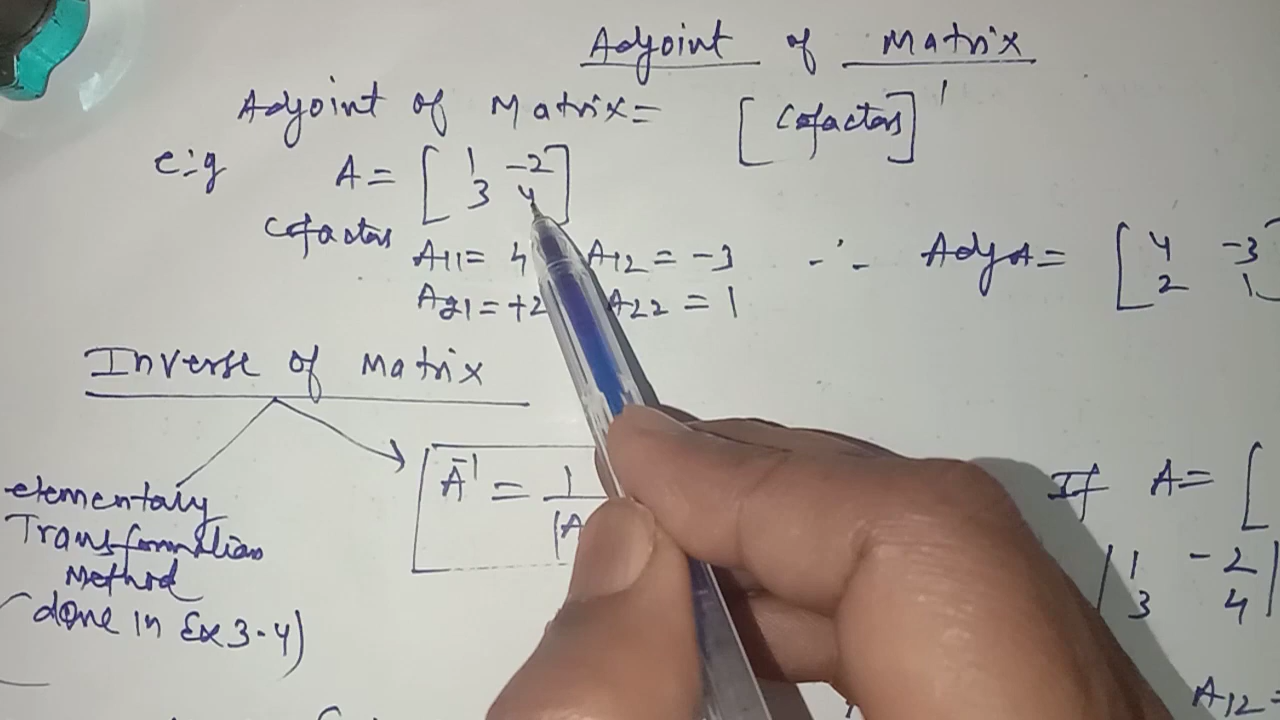 Adjoint of Matrix
Adjoint of Matrix = [Cofactors]'
e:g A = [ 1 -2
3 4 ]
Cofactors A11 = 4 A12 = -3 ∴ Adj A = [ 4 -3
A21 = +2 A22 = 1 2 1 ]
Inverse of Matrix
A⁻¹ = 1
|A
If A = [
elementary
Transformation
Method
(done in Ex 3.4)
| 1 -2 |
| 3 4 |
A12 =